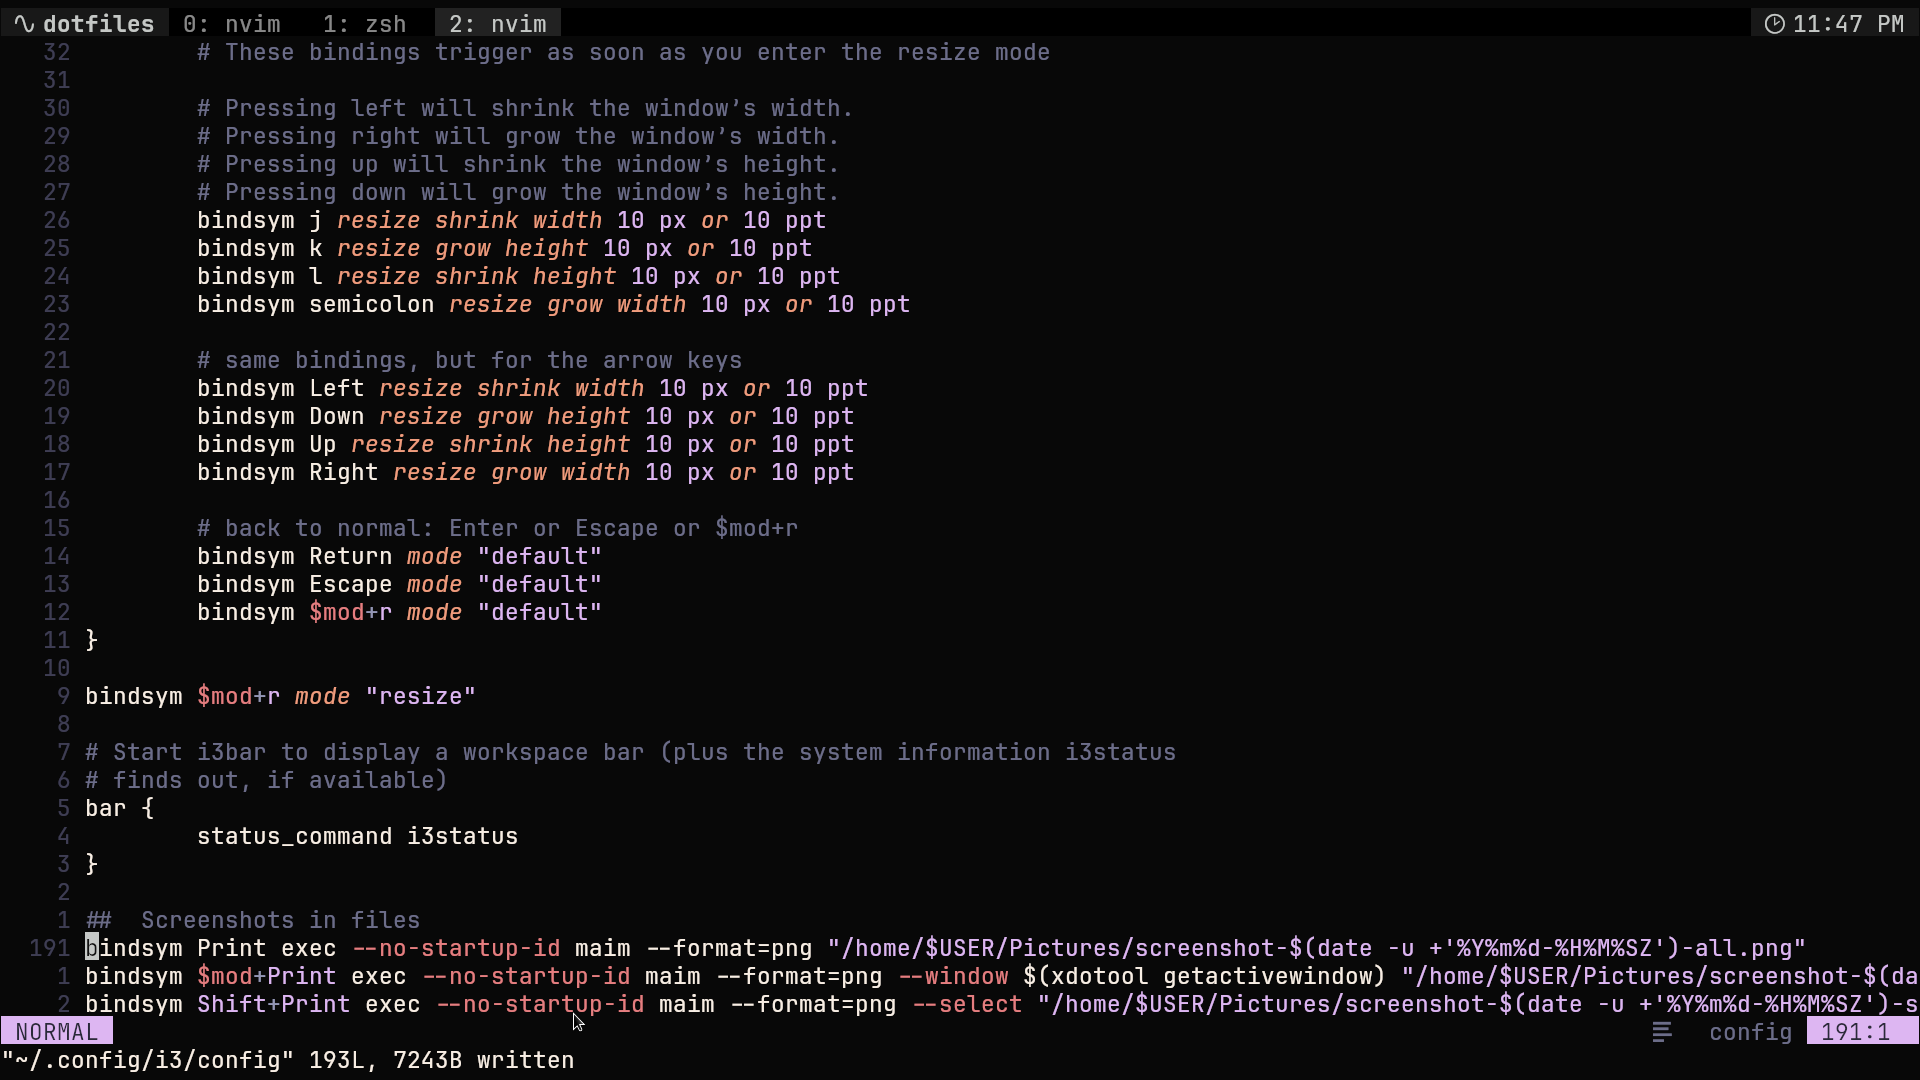 dotfiles 0: nvim 1: zsh 2: nvim 11:47 PM
32 # These bindings trigger as soon as you enter the resize mode
31
30 # Pressing left will shrink the window’s width.
29 # Pressing right will grow the window’s width.
28 # Pressing up will shrink the window’s height.
27 # Pressing down will grow the window’s height.
26 bindsym j resize shrink width 10 px or 10 ppt
25 bindsym k resize grow height 10 px or 10 ppt
24 bindsym l resize shrink height 10 px or 10 ppt
23 bindsym semicolon resize grow width 10 px or 10 ppt
22
21 # same bindings, but for the arrow keys
20 bindsym Left resize shrink width 10 px or 10 ppt
19 bindsym Down resize grow height 10 px or 10 ppt
18 bindsym Up resize shrink height 10 px or 10 ppt
17 bindsym Right resize grow width 10 px or 10 ppt
16
15 # back to normal: Enter or Escape or $mod+r
14 bindsym Return mode "default"
13 bindsym Escape mode "default"
12 bindsym $mod+r mode "default"
11 }
10
9 bindsym $mod+r mode "resize"
8
7 # Start i3bar to display a workspace bar (plus the system information i3status
6 # finds out, if available)
5 bar {
4 status_command i3status
3 }
2
1 ## Screenshots in files
191 bindsym Print exec --no-startup-id maim --format=png "/home/$USER/Pictures/screenshot-$(date -u +'%Y%m%d-%H%M%SZ')-all.png"
1 bindsym $mod+Print exec --no-startup-id maim --format=png --window $(xdotool getactivewindow) "/home/$USER/Pictures/screenshot-$(da
2 bindsym Shift+Print exec --no-startup-id maim --format=png --select "/home/$USER/Pictures/screenshot-$(date -u +'%Y%m%d-%H%M%SZ')-s
NORMAL config 191:1
"~/.config/i3/config" 193L, 7243B written